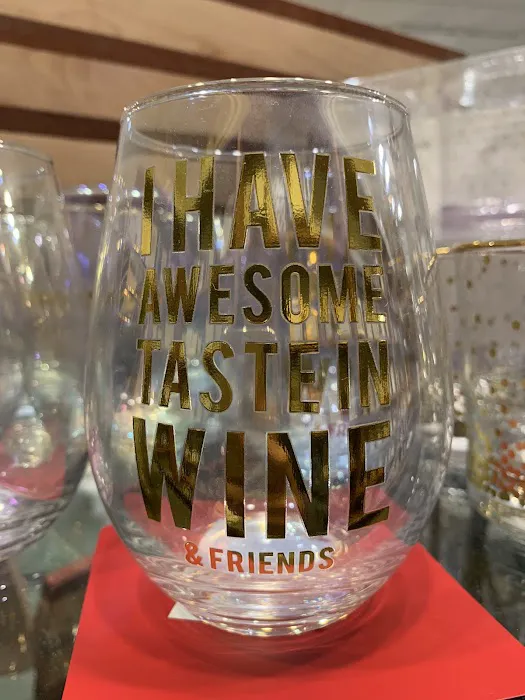 I HAVE
AWESOME
TASTE IN
WINE
& FRIENDS